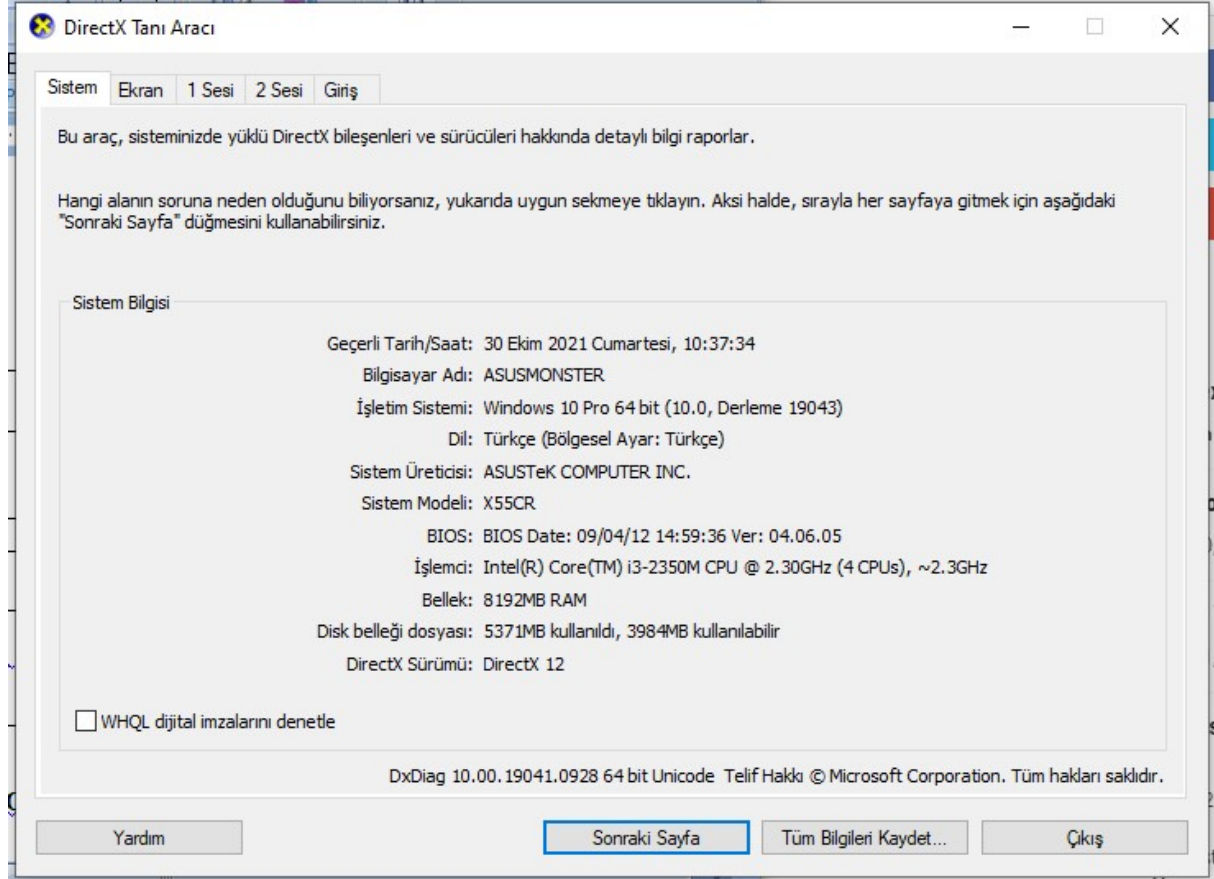 DirectX Tanı Aracı
Sistem
Ekran
1 Sesi
2 Sesi
Giriş
Bu araç, sisteminizde yüklü DirectX bileşenleri ve sürücüleri hakkında detaylı bilgi raporlar.
Hangi alanın soruna neden olduğunu biliyorsanız, yukarıda uygun sekmeye tıklayın. Aksi halde, sırayla her sayfaya gitmek için aşağıdaki
"Sonraki Sayfa" düğmesini kullanabilirsiniz.
Sistem Bilgisi
Geçerli Tarih/Saat: 30 Ekim 2021 Cumartesi, 10:37:34
Bilgisayar Adı: ASUSMONSTER
İşletim Sistemi: Windows 10 Pro 64 bit (10.0, Derleme 19043)
Dil: Türkçe (Bölgesel Ayar: Türkçe)
Sistem Üreticisi: ASUSTeK COMPUTER INC.
Sistem Modeli: X55CR
BIOS: BIOS Date: 09/04/12 14:59:36 Ver: 04.06.05
İşlemci: Intel(R) Core(TM) i3-2350M CPU @ 2.30GHz (4 CPUs), ~2.3GHz
Bellek: 8192MB RAM
Disk belleği dosyası: 5371MB kullanıldı, 3984MB kullanılabilir
DirectX Sürümü: DirectX 12
WHQL dijital imzalarını denetle
DxDiag 10.00.19041.0928 64 bit Unicode Telif Hakkı © Microsoft Corporation. Tüm hakları saklıdır.
Yardım
Sonraki Sayfa
Tüm Bilgileri Kaydet...
Çıkış